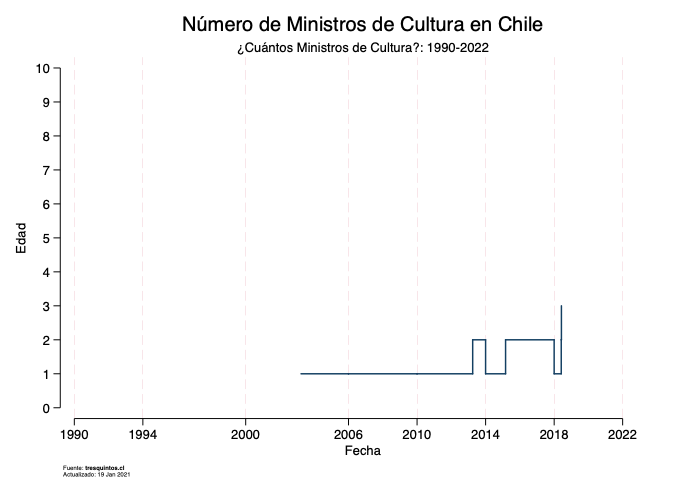 Número de Ministros de Cultura en Chile
¿Cuántos Ministros de Cultura?: 1990-2022
10
9
8
7
6
5
4
3
2
1
0
Edad
1990 1994 2000 2006 2010 2014 2018 2022
Fecha
Fuente: tresquintos.cl
Actualizado: 19 Jan 2021